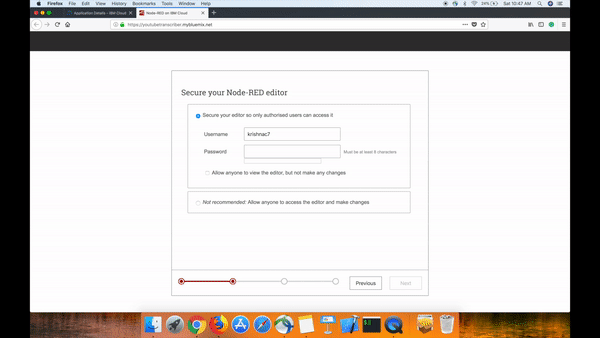 Firefox File Edit View History Bookmarks Tools Window Help 24% Sat 10:47 AM
Application Details - IBM Cloud Node-RED on IBM Cloud
https://youtubetranscriber.mybluemix.net
Secure your Node-RED editor
Secure your editor so only authorised users can access it
Username krishnac7
Password Must be at least 8 characters
Allow anyone to view the editor, but not make any changes
Not recommended: Allow anyone to access the editor and make changes
Previous Next